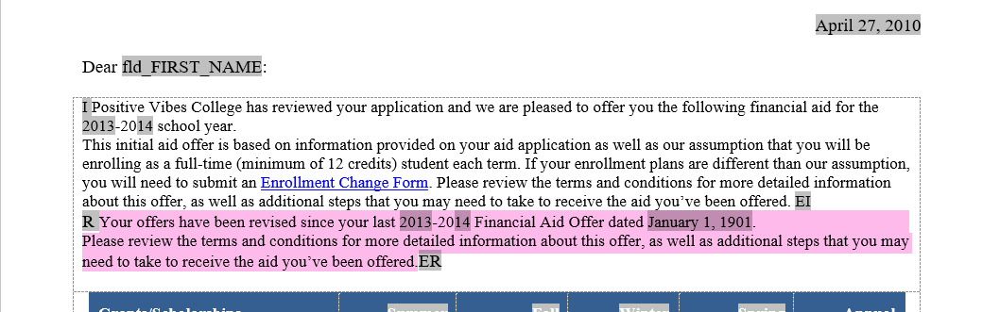 April 27, 2010
Dear fld_FIRST_NAME:
I Positive Vibes College has reviewed your application and we are pleased to offer you the following financial aid for the
2013-2014 school year.
This initial aid offer is based on information provided on your aid application as well as our assumption that you will be
enrolling as a full-time (minimum of 12 credits) student each term. If your enrollment plans are different than our assumption,
you will need to submit an Enrollment Change Form. Please review the terms and conditions for more detailed information
about this offer, as well as additional steps that you may need to take to receive the aid you’ve been offered. EI
R Your offers have been revised since your last 2013-2014 Financial Aid Offer dated January 1, 1901.
Please review the terms and conditions for more detailed information about this offer, as well as additional steps that you may
need to take to receive the aid you’ve been offered.ER
Grants/Scholarships Summer Fall Winter Spring Annual